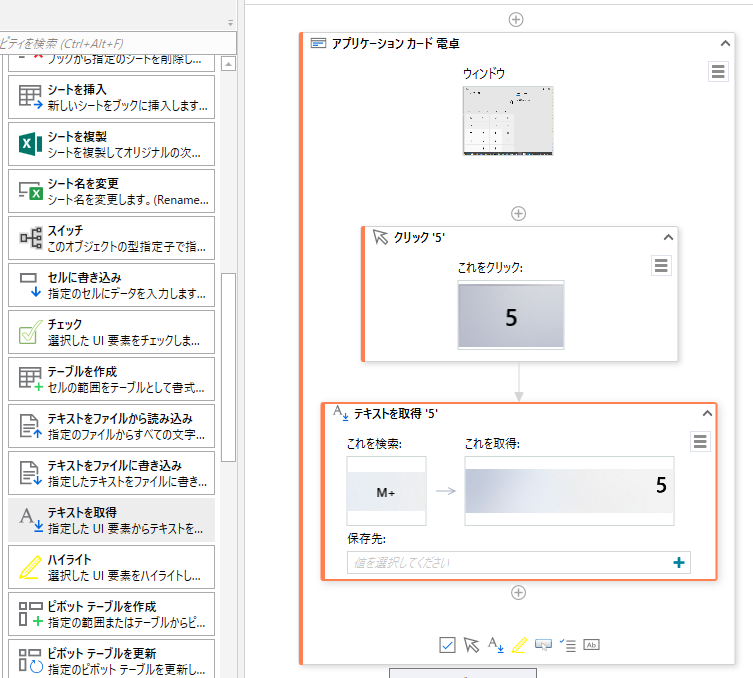 ビティを検索 (Ctrl+Alt+F)
ブックから指定のシートを削除し...
シートを挿入
新しいシートをブックに挿入します...
シートを複製
シートを複製してオリジナルの次...
シート名を変更
シート名を変更します。(Rename...
スイッチ
このオブジェクトの型指定子で指...
セルに書き込み
指定のセルにデータを入力します...
チェック
選択した UI 要素をチェックしま...
テーブルを作成
セルの範囲をテーブルとして書式...
テキストをファイルから読み込み
指定のファイルからすべての文字...
テキストをファイルに書き込み
指定したテキストをファイルに書き...
テキストを取得
指定した UI 要素からテキストを...
ハイライト
選択した UI 要素をハイライトし...
ピボット テーブルを作成
指定の範囲またはテーブルからピ...
ピボット テーブルを更新
指定のピボット テーブルを更新し...
アプリケーション カード 電卓
ウィンドウ
クリック '5'
これをクリック:
5
テキストを取得 '5'
これを検索:
これを取得:
M+
5
保存先:
値を選択してください
Ab